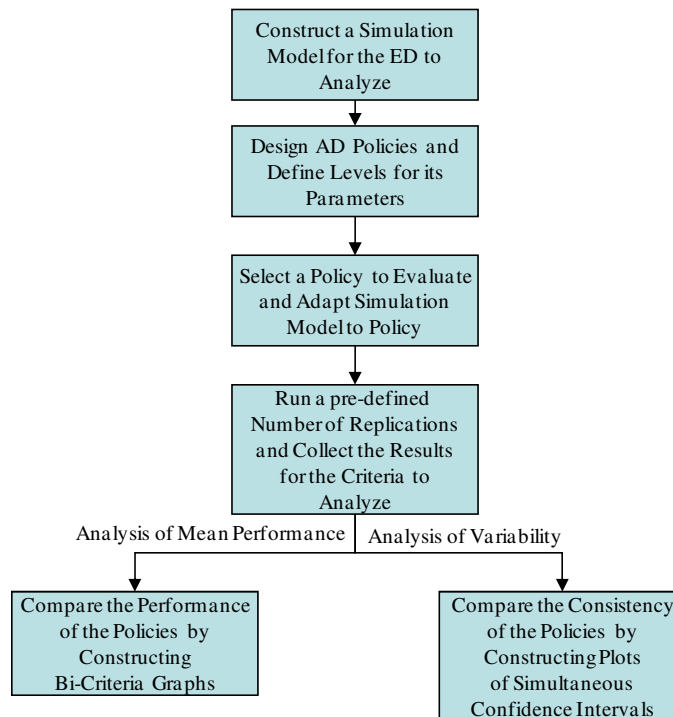 Construct a Simulation
Model for the ED to
Analyze
Design AD Policies and
Define Levels for its
Parameters
Select a Policy to Evaluate
and Adapt Simulation
Model to Policy
Run a pre-defined
Number of Replications
and Collect the Results
for the Criteria to
Analyze
Analysis of Mean Performance
Analysis of Variability
Compare the Performance
of the Policies by
Constructing
Bi-Criteria Graphs
Compare the Consistency
of the Policies by
Constructing Plots
of Simultaneous
Confidence Intervals